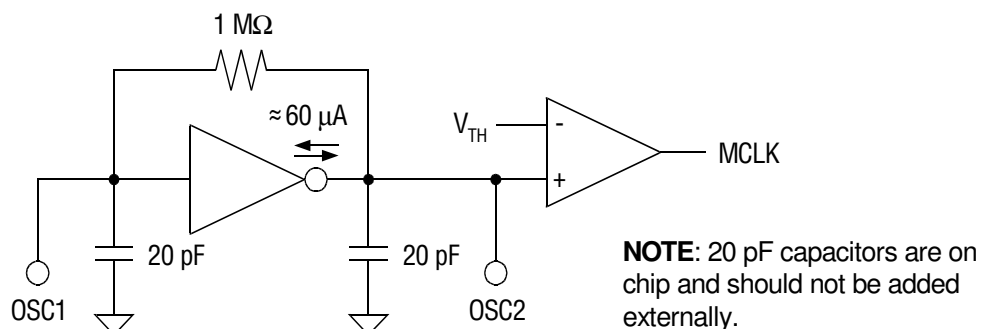 1 MΩ
≈ 60 μA
V_TH
-
+
MCLK
20 pF
20 pF
OSC1
OSC2
NOTE: 20 pF capacitors are on
chip and should not be added
externally.